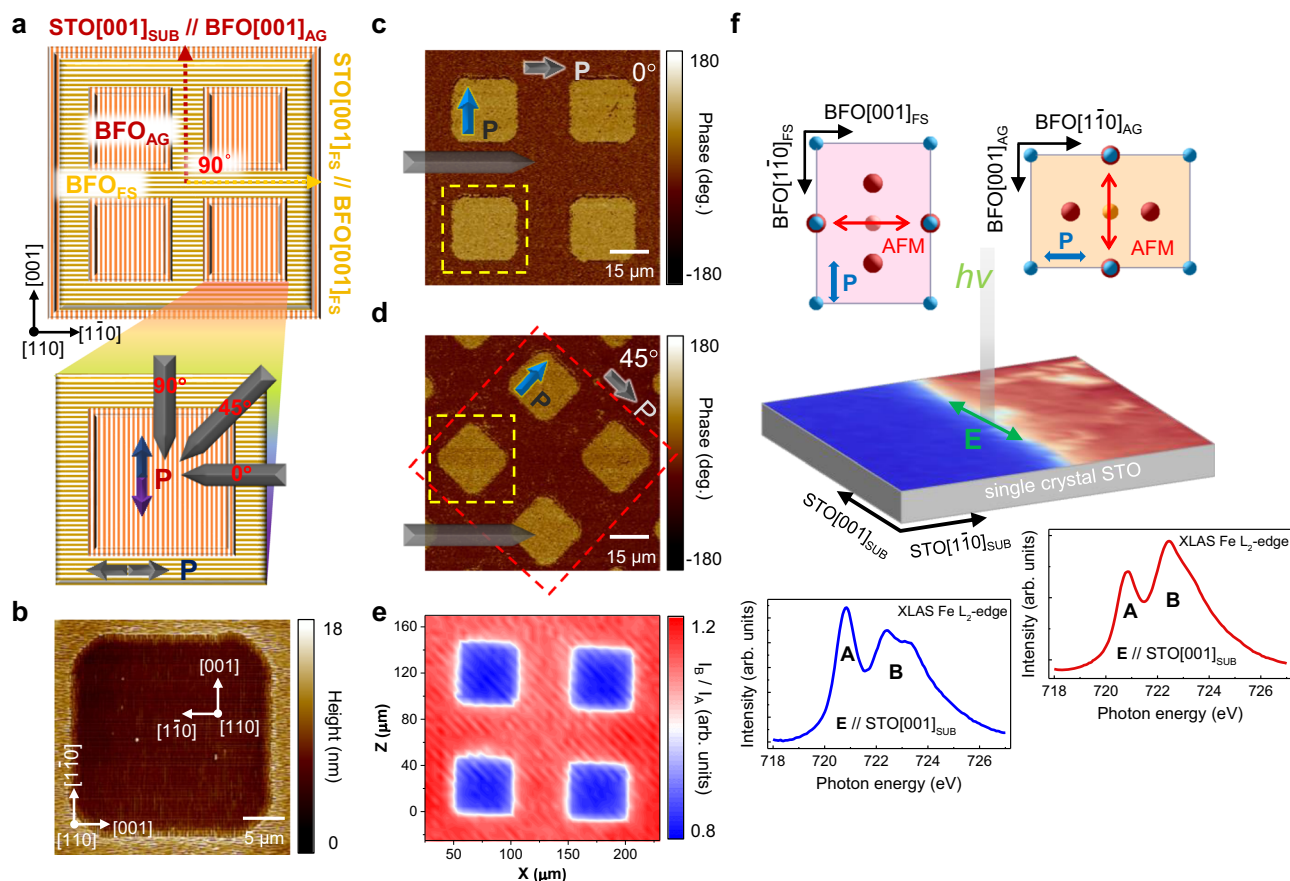 a
STO[001]SUB // BFO[001]AG
STO[001]FS // BFO[001]FS
BFOAG
90°
BFOFS
[001]
[110]
[11̄0]
90°
45°
0°
P
P
b
[001]
[11̄0]
[110]
[11̄0]
[110]
[001]
5 µm
18
Height (nm)
0
c
P
0°
P
15 µm
180
Phase (deg.)
-180
d
45°
P
P
15 µm
180
Phase (deg.)
-180
e
160
120
80
40
0
Z (µm)
50
100
150
200
X (µm)
1.2
IB / IA (arb. units)
0.8
f
BFO[001]FS
BFO[11̄0]FS
AFM
P
BFO[11̄0]AG
BFO[001]AG
P
AFM
hν
E
single crystal STO
STO[001]SUB
STO[11̄0]SUB
XLAS Fe L2-edge
A
B
E // STO[001]SUB
Intensity (arb. units)
718 720 722 724 726
Photon energy (eV)
XLAS Fe L2-edge
A
B
E // STO[001]SUB
Intensity (arb. units)
718 720 722 724 726
Photon energy (eV)